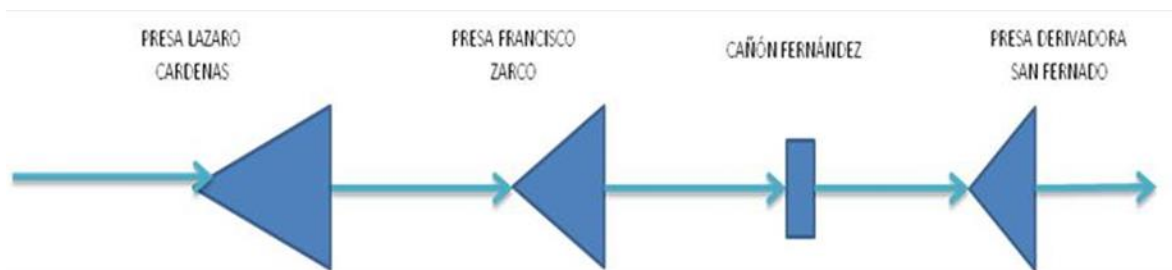 PRESA LAZARO
CARDENAS
PRESA FRANCISCO
ZARCO
CAÑÓN FERNÁNDEZ
PRESA DERIVADORA
SAN FERNADO